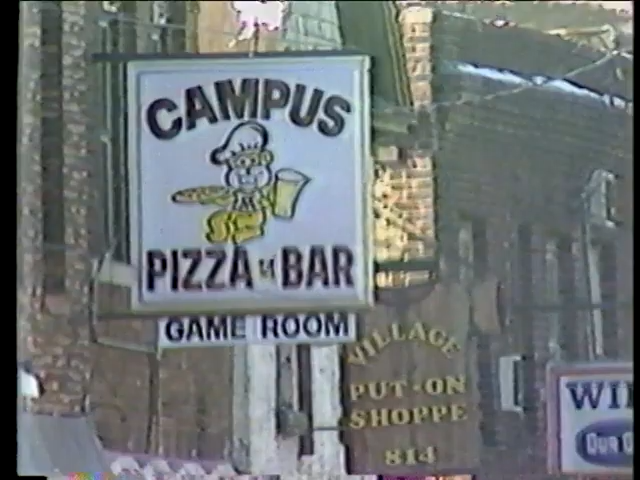 CAMPUS
PIZZA BAR
GAME ROOM
VILLAGE
PUT-ON
SHOPPE
814